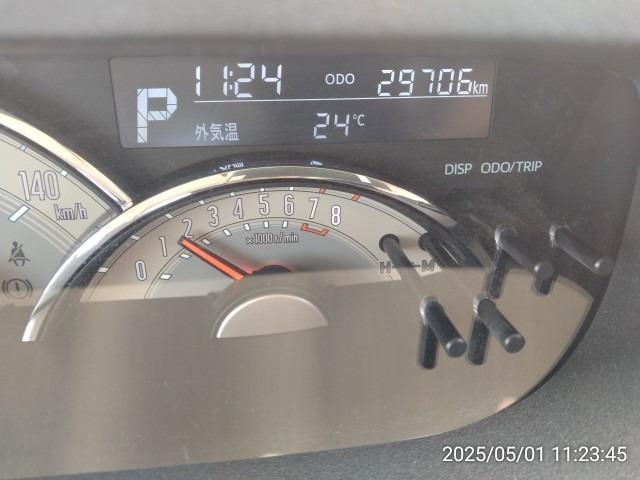 11:24 ODO 29706km
P
外気温 24°C
DISP ODO/TRIP
140
km/h
0 1 2 3 4 5 6 7 8
×1000 r/min
H M
2025/05/01 11:23:45